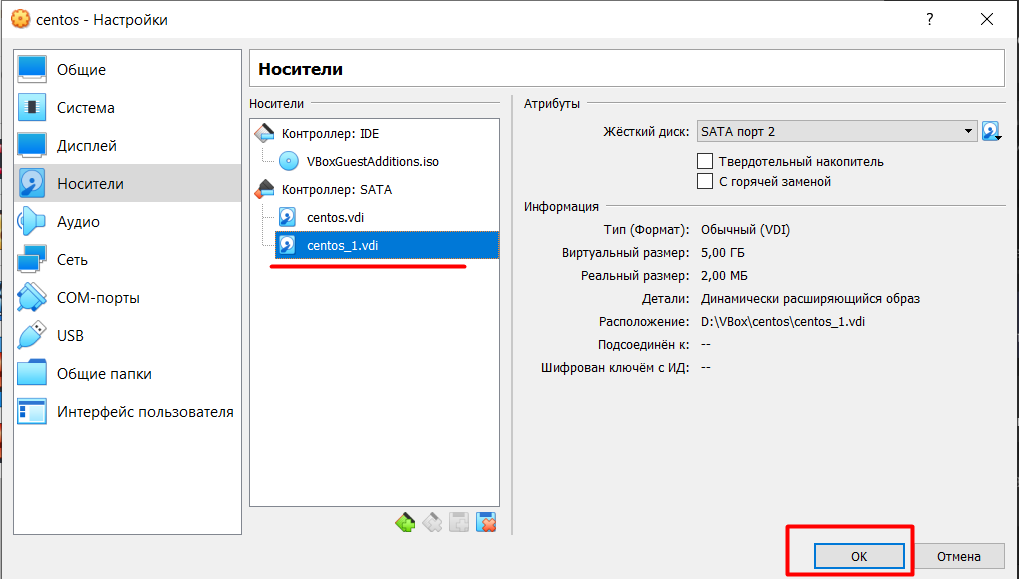 centos - Настройки
?
Общие
Система
Дисплей
Носители
Аудио
Сеть
COM-порты
USB
Общие папки
Интерфейс пользователя
Носители
Носители
Контроллер: IDE
VBoxGuestAdditions.iso
Контроллер: SATA
centos.vdi
centos_1.vdi
Атрибуты
Жёсткий диск: SATA порт 2
Твердотельный накопитель
С горячей заменой
Информация
Тип (Формат): Обычный (VDI)
Виртуальный размер: 5,00 ГБ
Реальный размер: 2,00 МБ
Детали: Динамически расширяющийся образ
Расположение: D:\VBox\centos\centos_1.vdi
Подсоединён к: --
Шифрован ключём с ИД: --
OK
Отмена